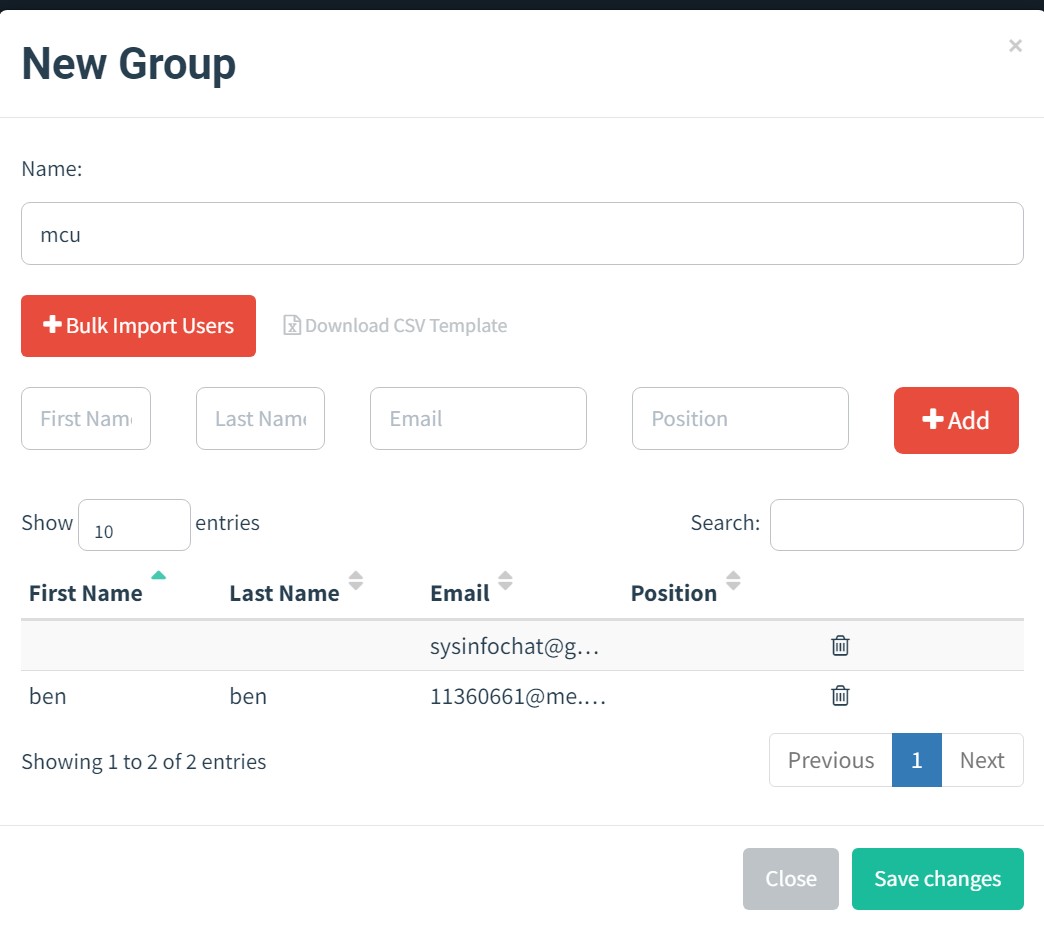 New Group
×
Name:
mcu
Bulk Import Users Download CSV Template
First Nam Last Nam Email Position Add
Show 10 entries Search:
First Name Last Name Email Position
sysinfochat@g...
ben ben 11360661@me....
Showing 1 to 2 of 2 entries Previous 1 Next
Close Save changes